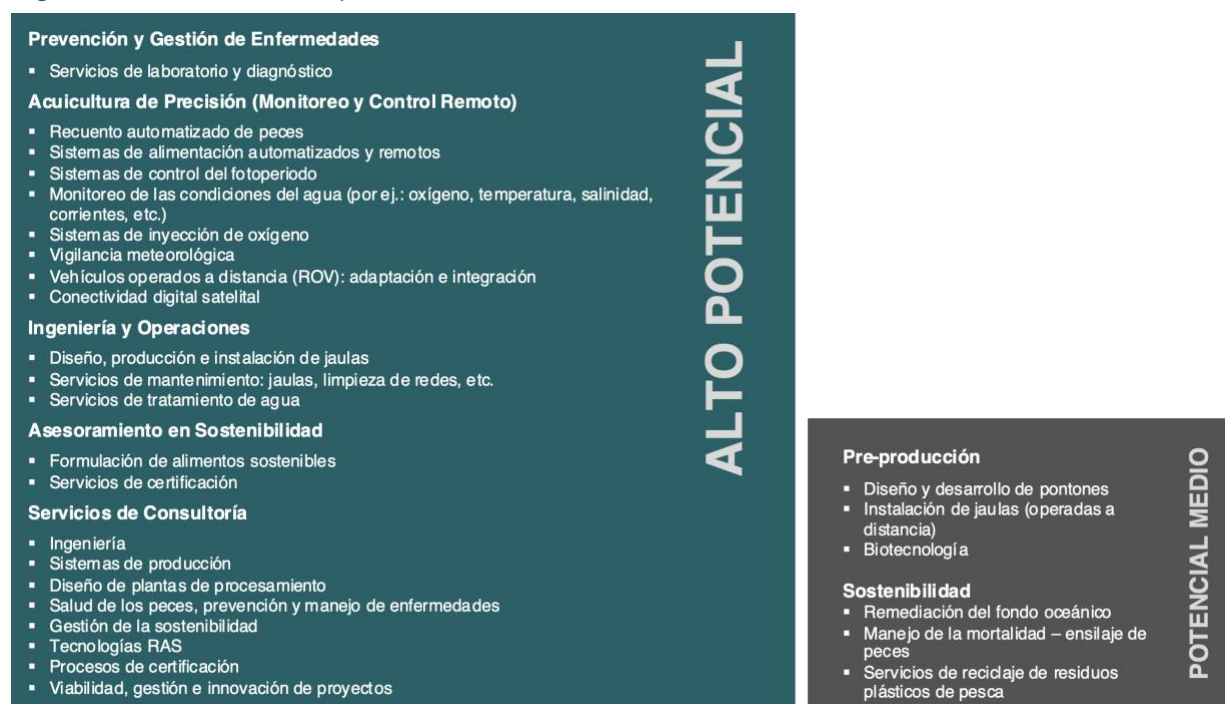 Prevención y Gestión de Enfermedades
▪ Servicios de laboratorio y diagnóstico
Acuicultura de Precisión (Monitoreo y Control Remoto)
▪ Recuento automatizado de peces
▪ Sistemas de alimentación automatizados y remotos
▪ Sistemas de control del fotoperiodo
▪ Monitoreo de las condiciones del agua (por ej.: oxígeno, temperatura, salinidad,
corrientes, etc.)
▪ Sistemas de inyección de oxígeno
▪ Vigilancia meteorológica
▪ Vehículos operados a distancia (ROV): adaptación e integración
▪ Conectividad digital satelital
Ingeniería y Operaciones
▪ Diseño, producción e instalación de jaulas
▪ Servicios de mantenimiento: jaulas, limpieza de redes, etc.
▪ Servicios de tratamiento de agua
Asesoramiento en Sostenibilidad
▪ Formulación de alimentos sostenibles
▪ Servicios de certificación
Servicios de Consultoría
▪ Ingeniería
▪ Sistemas de producción
▪ Diseño de plantas de procesamiento
▪ Salud de los peces, prevención y manejo de enfermedades
▪ Gestión de la sostenibilidad
▪ Tecnologías RAS
▪ Procesos de certificación
▪ Viabilidad, gestión e innovación de proyectos
ALTO POTENCIAL
Pre-producción
▪ Diseño y desarrollo de pontones
▪ Instalación de jaulas (operadas a
distancia)
▪ Biotecnología
Sostenibilidad
▪ Remediación del fondo oceánico
▪ Manejo de la mortalidad – ensilaje de
peces
▪ Servicios de reciclaje de residuos
plásticos de pesca
POTENCIAL MEDIO